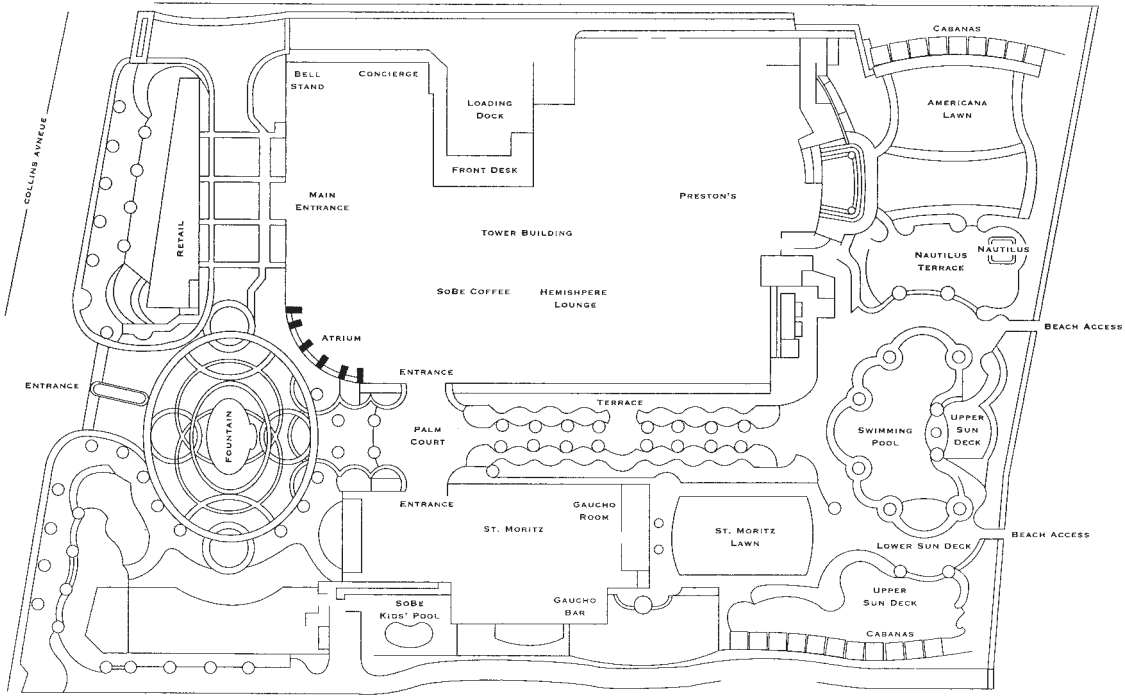 CABANAS
BELL
STAND
CONCIERGE
LOADING
DOCK
AMERICANA
LAWN
COLLINS AVNEUE
FRONT DESK
MAIN
ENTRANCE
PRESTON'S
RETAIL
TOWER BUILDING
NAUTILUS
NAUTILUS
TERRACE
SOBE COFFEE
HEMISHPERE
LOUNGE
BEACH ACCESS
ATRIUM
ENTRANCE
ENTRANCE
TERRACE
FOUNTAIN
PALM
COURT
SWIMMING
POOL
UPPER
SUN
DECK
ENTRANCE
GAUCHO
ROOM
ST. MORITZ
ST. MORITZ
LAWN
BEACH ACCESS
LOWER SUN DECK
SOBE
KIDS' POOL
GAUCHO
BAR
UPPER
SUN DECK
CABANAS